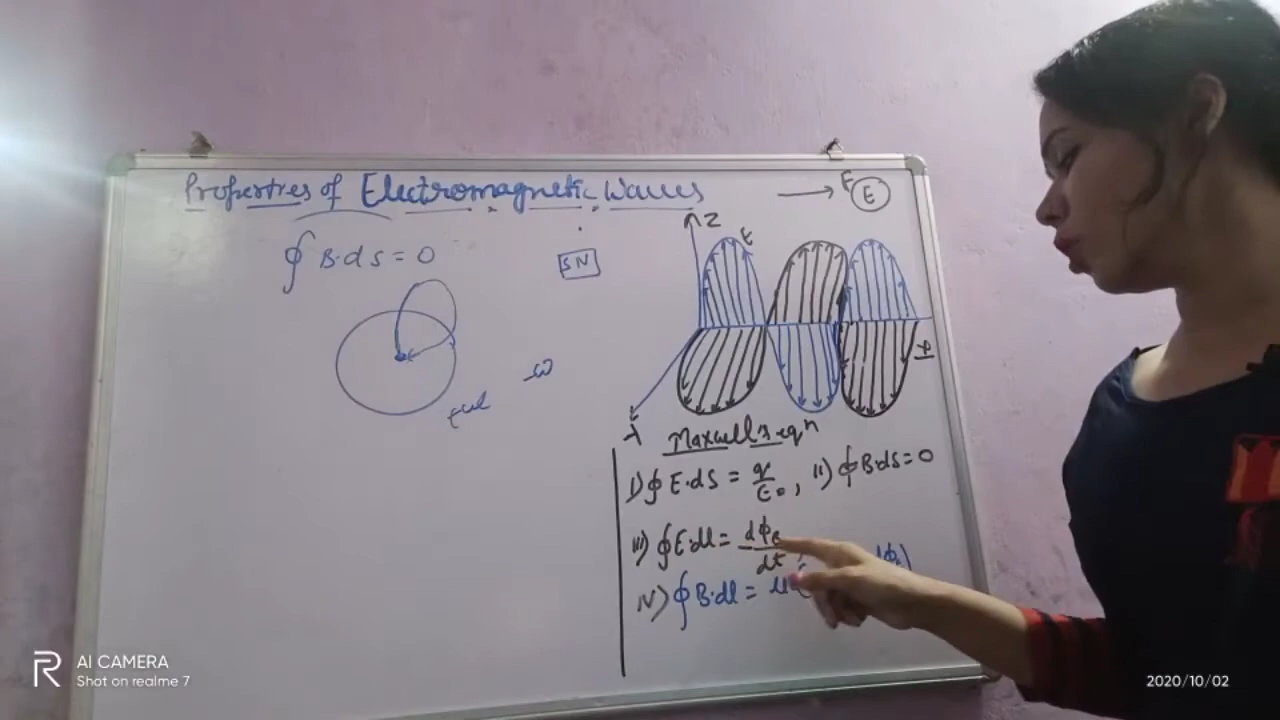 Properties of Electromagnetic Waves
E
∮ B·ds = 0
SN
Z
E
Maxwell's eqn
I) ∮ E·ds = q/ε0, II) ∮ B·ds = 0
III) ∮ E·dl = dϕB/dt
IV) ∮ B·dl = μ
AI CAMERA
Shot on realme 7
2020/10/02